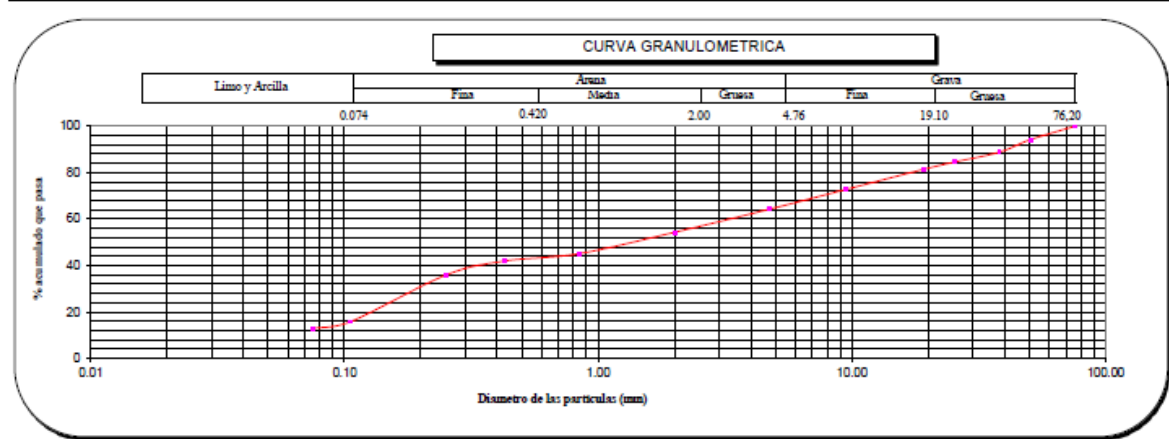 CURVA GRANULOMETRICA
Limo y Arcilla
Arena
Grava
Fina
Media
Gruesa
Fina
Gruesa
0.074
0.420
2.00
4.76
19.10
76,20
% acumulado que pasa
100
80
60
40
20
0
0.01
0.10
1.00
10.00
100.00
Diametro de las particulas (mm)